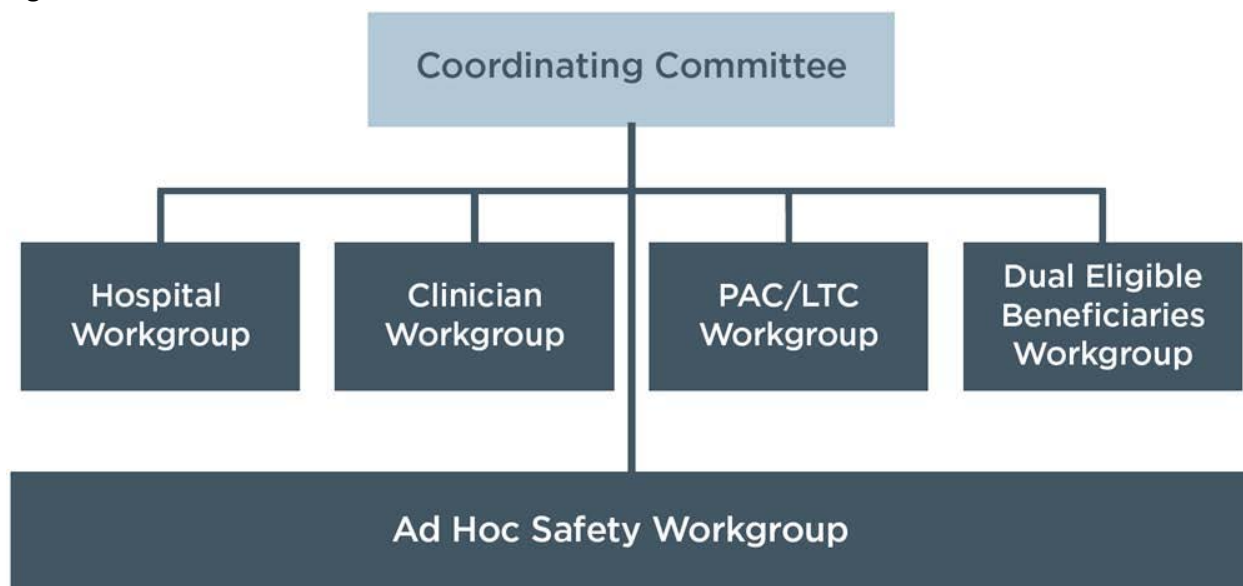 Coordinating Committee
Hospital
Workgroup
Clinician
Workgroup
PAC/LTC
Workgroup
Dual Eligible
Beneficiaries
Workgroup
Ad Hoc Safety Workgroup